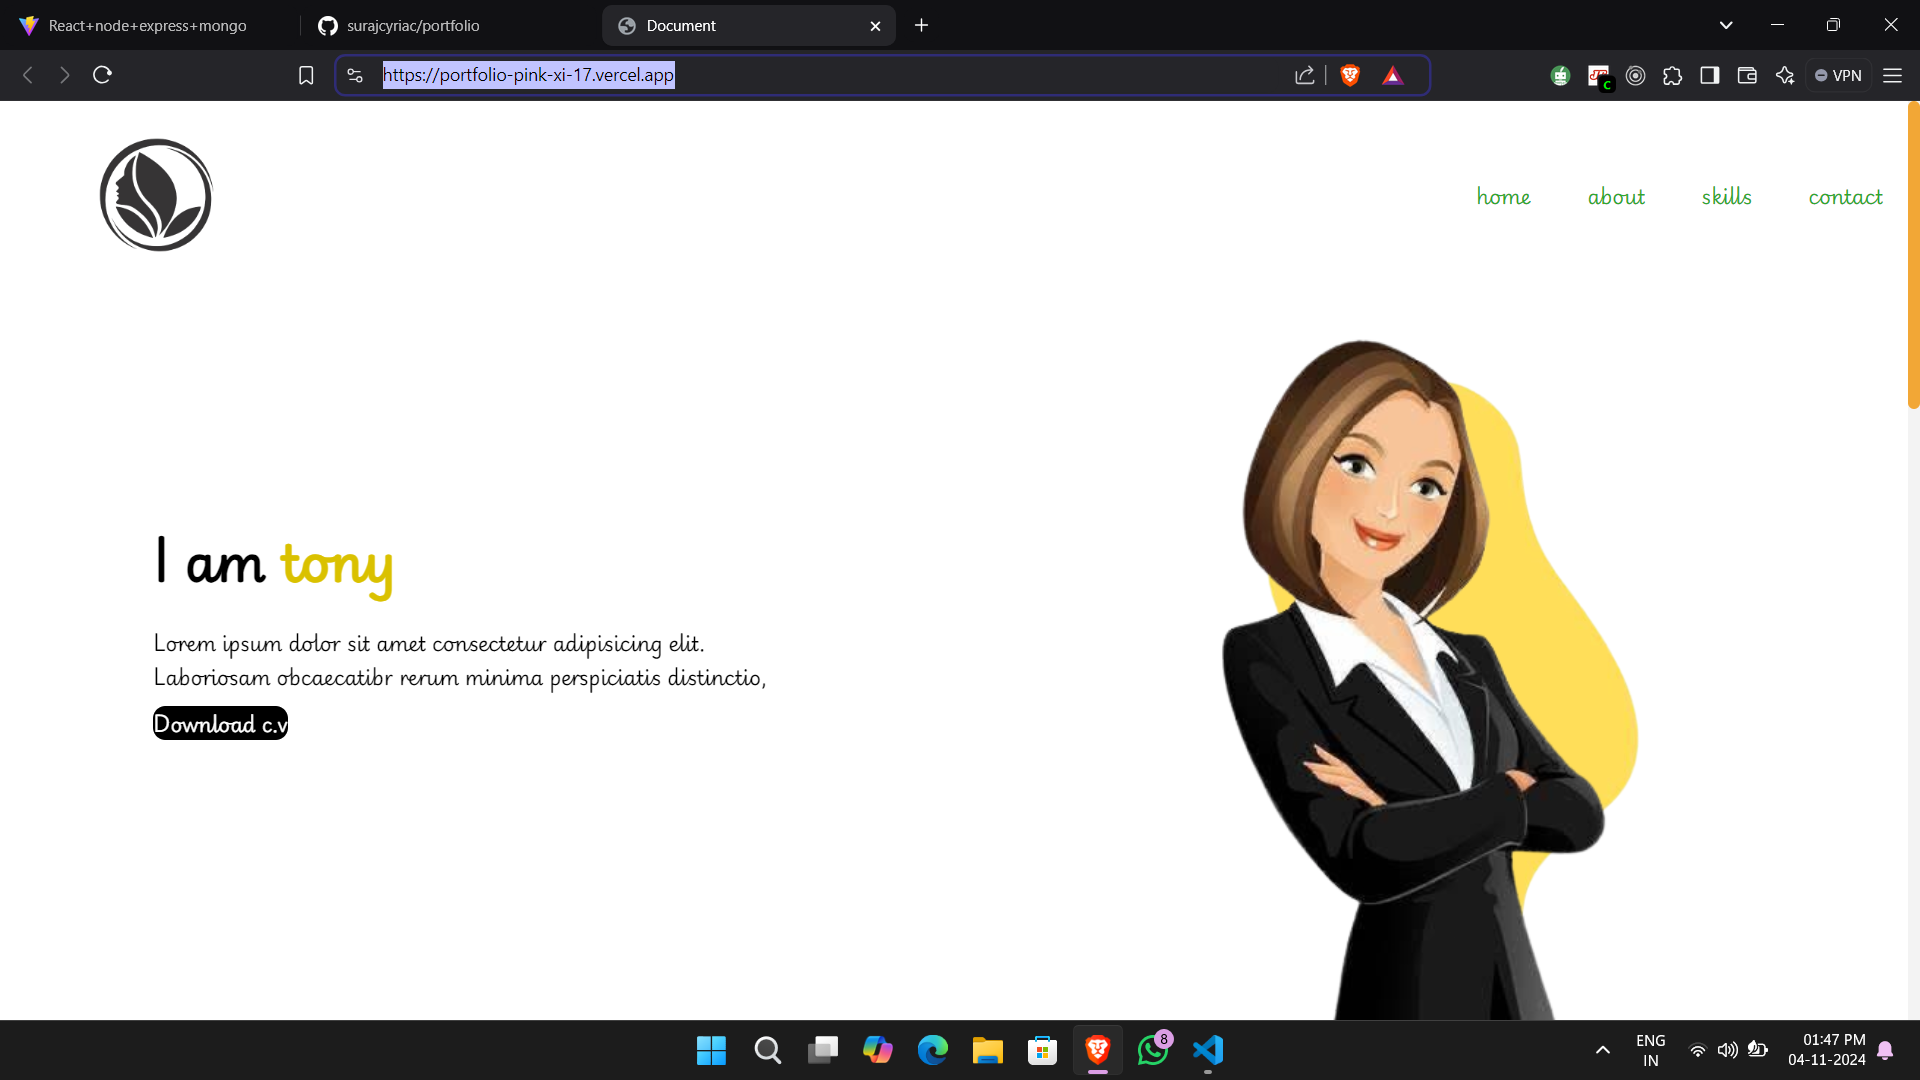 React+node+express+mongo
surajcyriac/portfolio
Document
https://portfolio-pink-xi-17.vercel.app
C
VPN
home
about
skills
contact
I am tony
Lorem ipsum dolor sit amet consectetur adipisicing elit.
Laboriosam obcaecatibr rerum minima perspiciatis distinctio,
Download c.v
8
ENG
IN
01:47 PM
04-11-2024